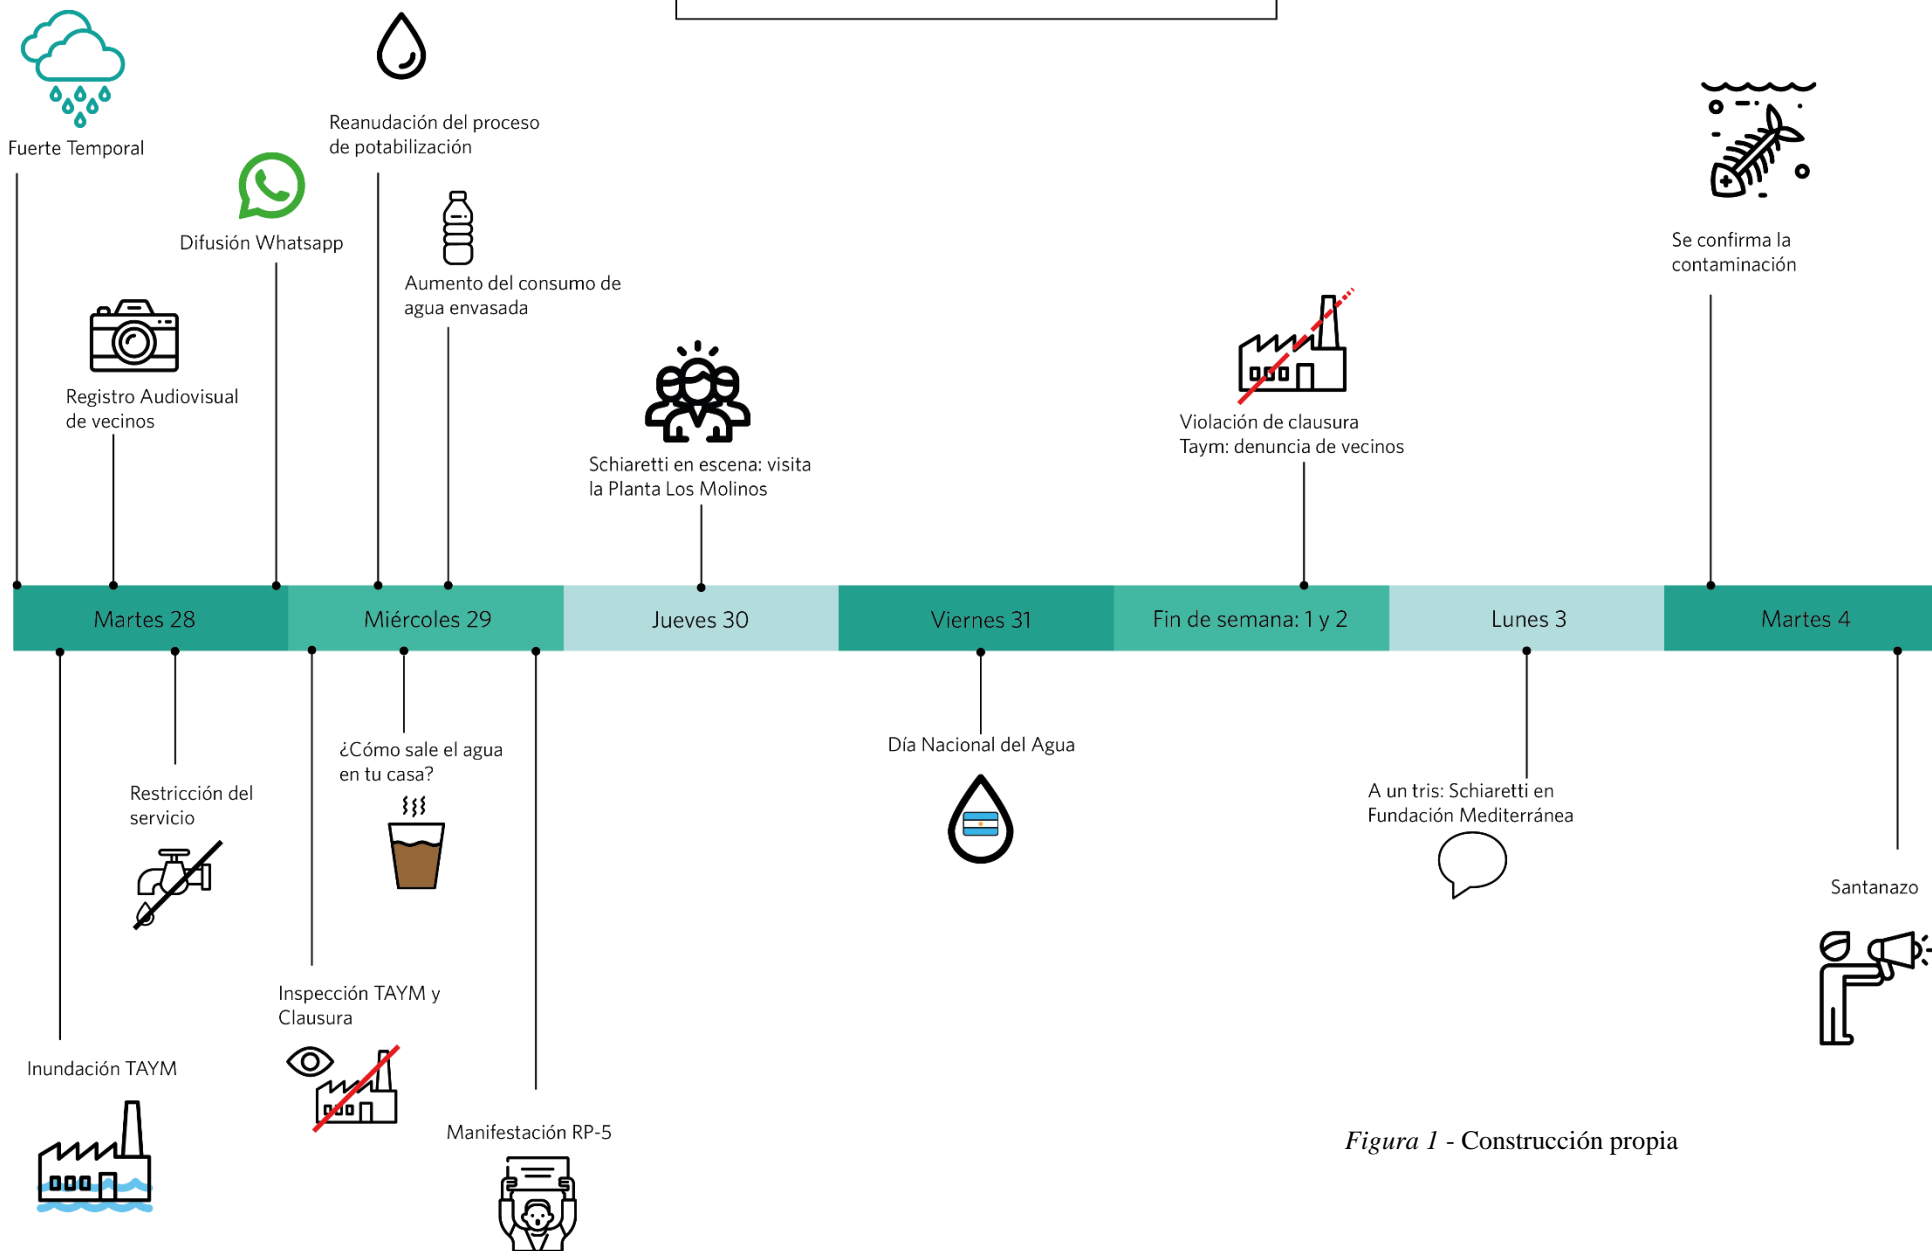 Fuerte Temporal
Reanudación del proceso
de potabilización
Difusión Whatsapp
Aumento del consumo de
agua envasada
Registro Audiovisual
de vecinos
Schiaretti en escena: visita
la Planta Los Molinos
Violación de clausura
Taym: denuncia de vecinos
Se confirma la
contaminación
Martes 28
Miércoles 29
Jueves 30
Viernes 31
Fin de semana: 1 y 2
Lunes 3
Martes 4
Inundación TAYM
Restricción del
servicio
Inspección TAYM y
Clausura
¿Cómo sale el agua
en tu casa?
Manifestación RP-5
Día Nacional del Agua
A un tris: Schiaretti en
Fundación Mediterránea
Santanazo
Figura 1 - Construcción propia